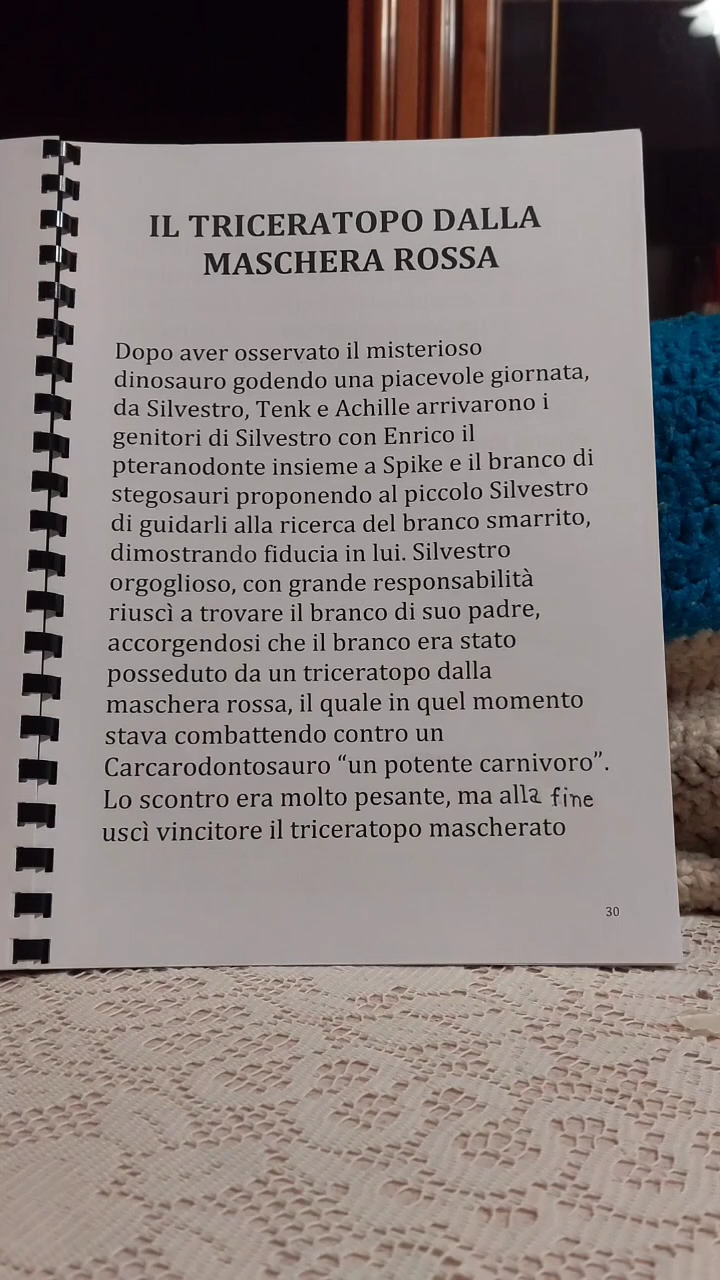 IL TRICERATOPO DALLA
MASCHERA ROSSA
Dopo aver osservato il misterioso
dinosauro godendo una piacevole giornata,
da Silvestro, Tenk e Achille arrivarono i
genitori di Silvestro con Enrico il
pteranodonte insieme a Spike e il branco di
stegosauri proponendo al piccolo Silvestro
di guidarli alla ricerca del branco smarrito,
dimostrando fiducia in lui. Silvestro
orgoglioso, con grande responsabilità
riuscì a trovare il branco di suo padre,
accorgendosi che il branco era stato
posseduto da un triceratopo dalla
maschera rossa, il quale in quel momento
stava combattendo contro un
Carcarodontosauro “un potente carnivoro”.
Lo scontro era molto pesante, ma alla fine
uscì vincitore il triceratopo mascherato
30